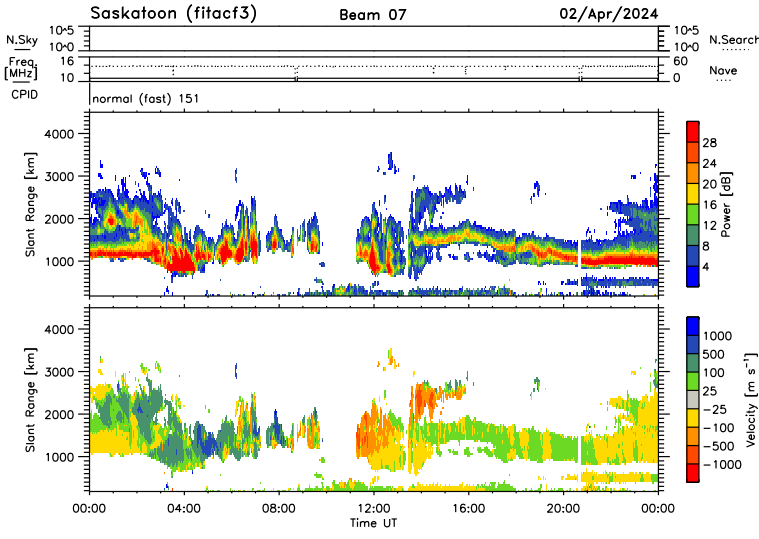 Saskatoon (fitacf3) Beam 07 02/Apr/2024
N.Sky 10^5 10^5 N.Search
10^0 10^0
Freq. [MHz] 16 60 Nave
10 0
CPID normal (fast) 151
Slant Range [km]
4000
3000
2000
1000
Power [dB]
28
24
20
16
12
8
4
Slant Range [km]
4000
3000
2000
1000
Velocity [m s⁻¹]
1000
500
100
25
−25
−100
−500
−1000
00:00 04:00 08:00 12:00 16:00 20:00 00:00
Time UT